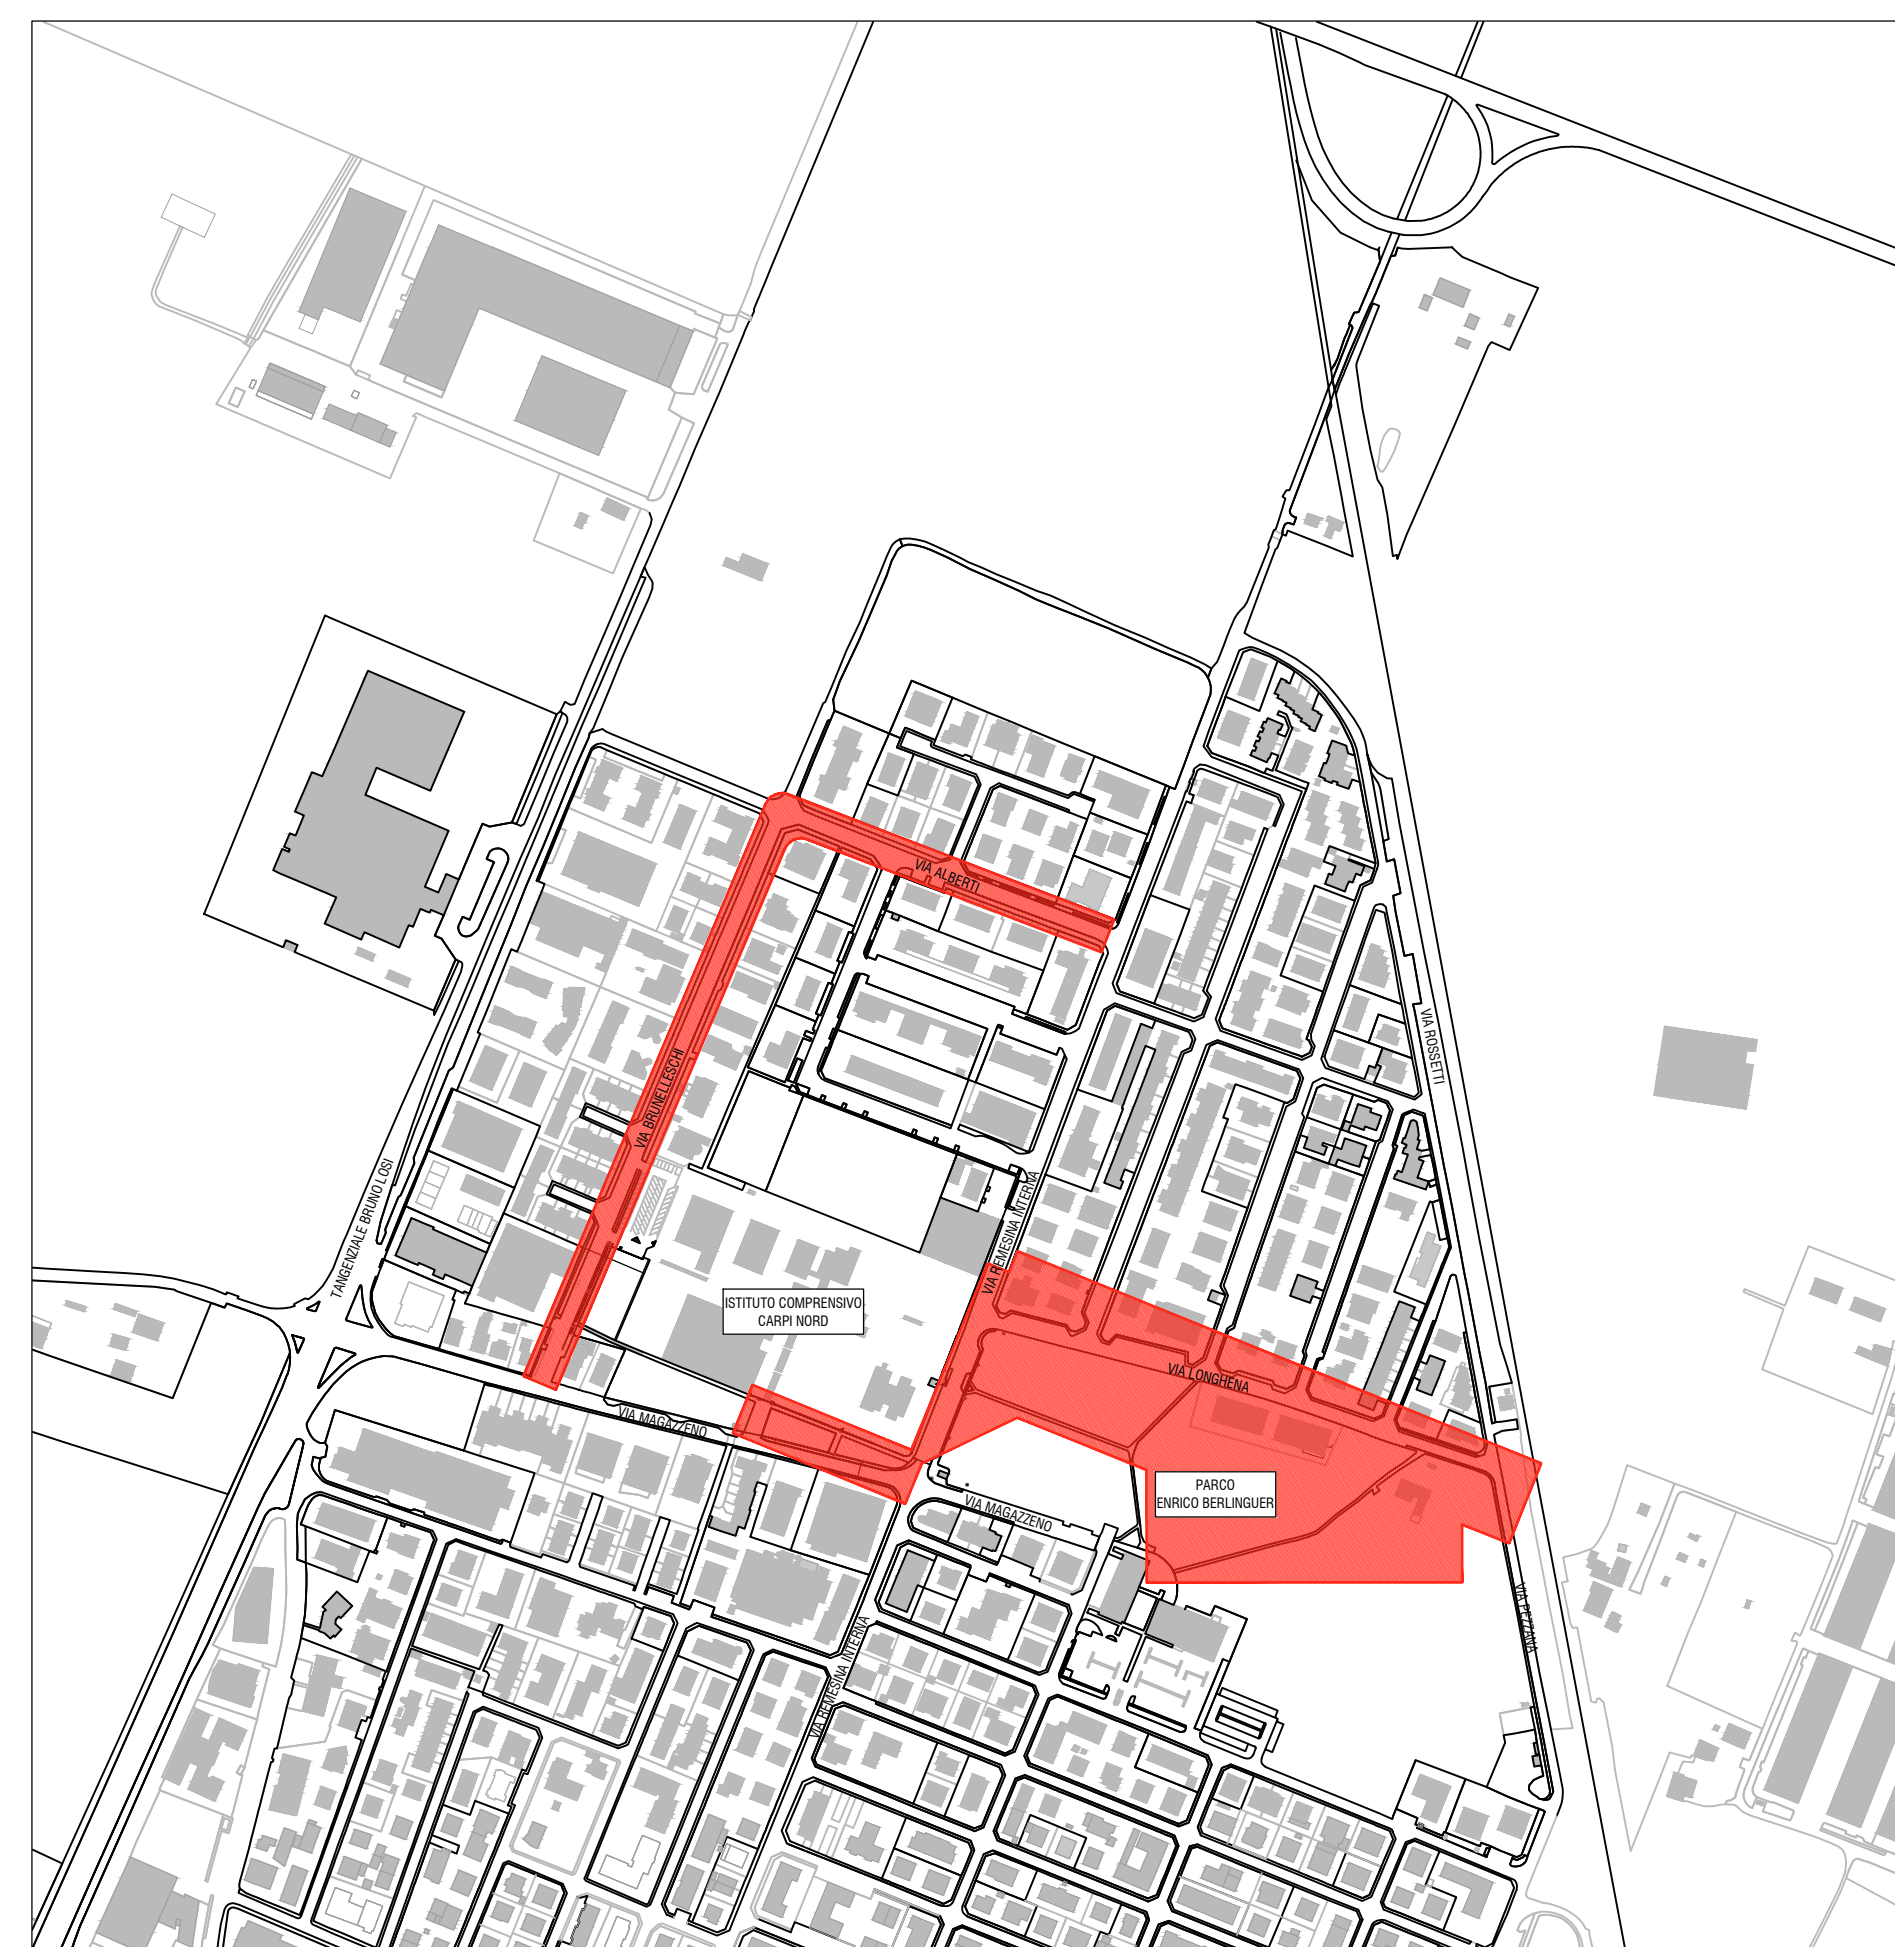 VIA ALBERTI
VIA ROSSETTI
VIA BRUNELLESCHI
TANGENZIALE BRUNO LOSI
VIA REMESINA INTERNA
ISTITUTO COMPRENSIVO
CARPI NORD
VIA LONGHENA
VIA MAGAZZENO
PARCO
ENRICO BERLINGUER
VIA MAGAZZENO
VIA PEZZANA
VIA REMESINA INTERNA